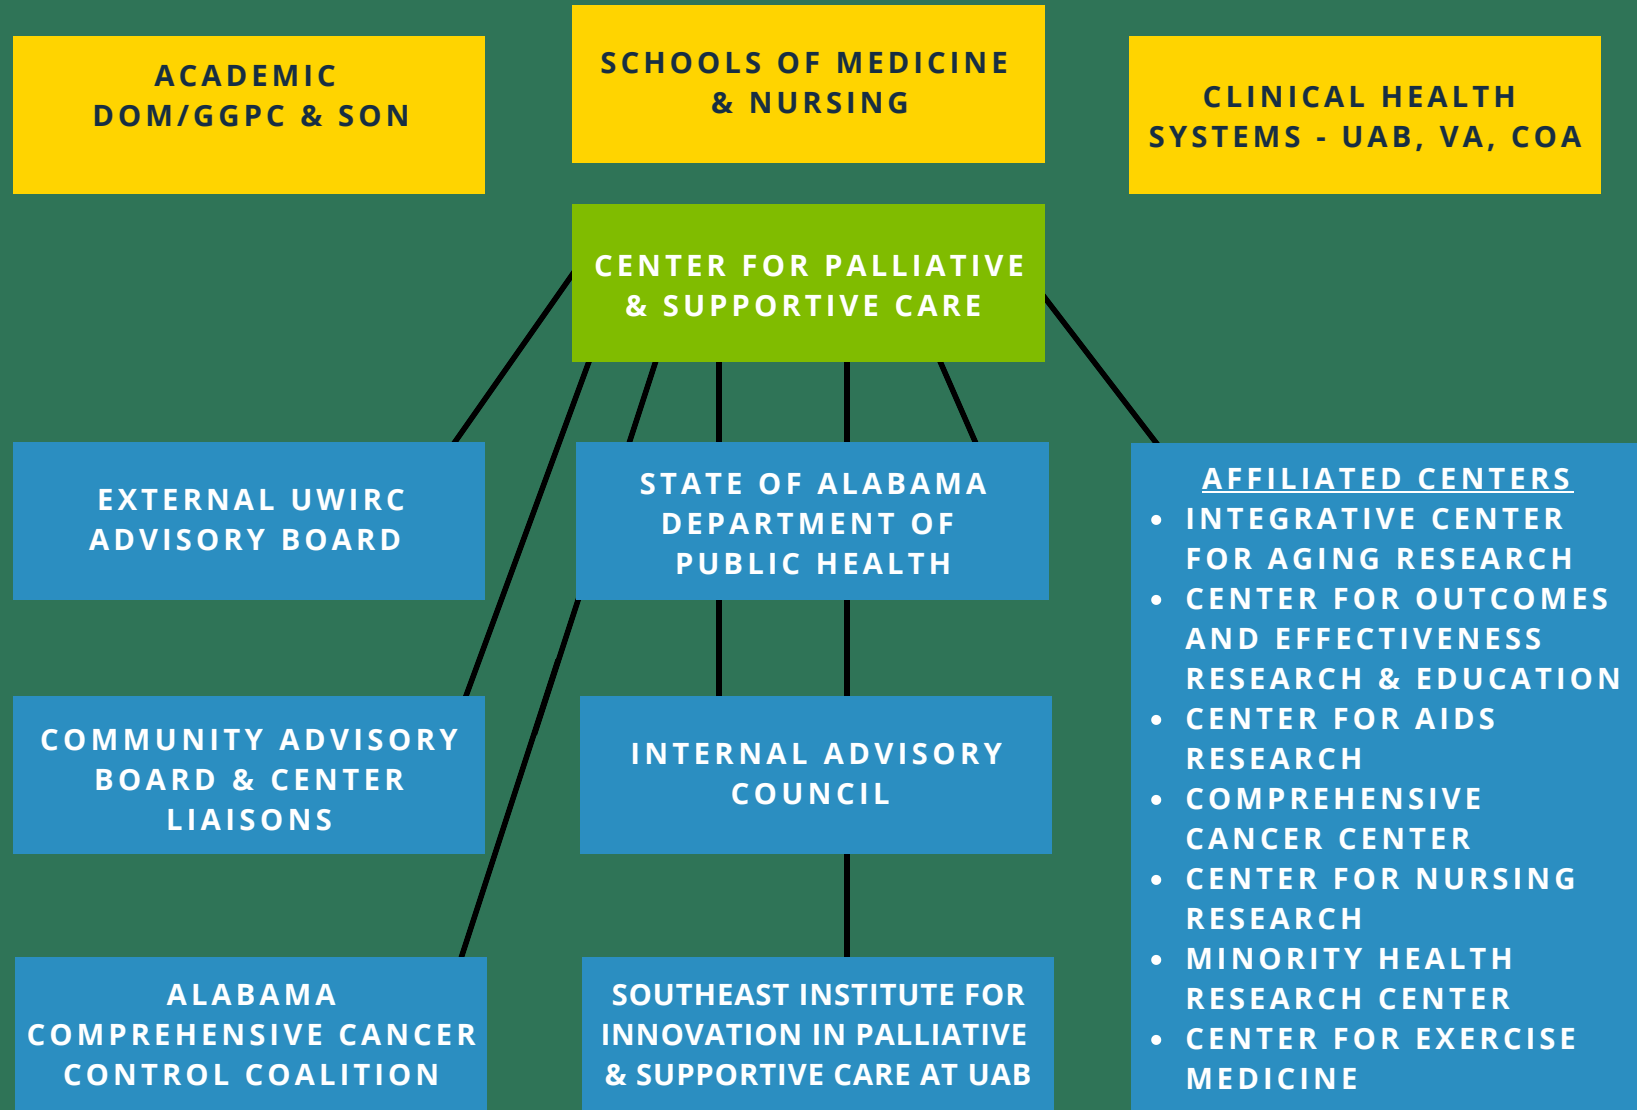 ACADEMIC
DOM/GGPC & SON
SCHOOLS OF MEDICINE
& NURSING
CLINICAL HEALTH
SYSTEMS - UAB, VA, COA
CENTER FOR PALLIATIVE
& SUPPORTIVE CARE
EXTERNAL UWIRC
ADVISORY BOARD
STATE OF ALABAMA
DEPARTMENT OF
PUBLIC HEALTH
COMMUNITY ADVISORY
BOARD & CENTER
LIAISONS
INTERNAL ADVISORY
COUNCIL
ALABAMA
COMPREHENSIVE CANCER
CONTROL COALITION
SOUTHEAST INSTITUTE FOR
INNOVATION IN PALLIATIVE
& SUPPORTIVE CARE AT UAB
AFFILIATED CENTERS
• INTEGRATIVE CENTER
FOR AGING RESEARCH
• CENTER FOR OUTCOMES
AND EFFECTIVENESS
RESEARCH & EDUCATION
• CENTER FOR AIDS
RESEARCH
• COMPREHENSIVE
CANCER CENTER
• CENTER FOR NURSING
RESEARCH
• MINORITY HEALTH
RESEARCH CENTER
• CENTER FOR EXERCISE
MEDICINE